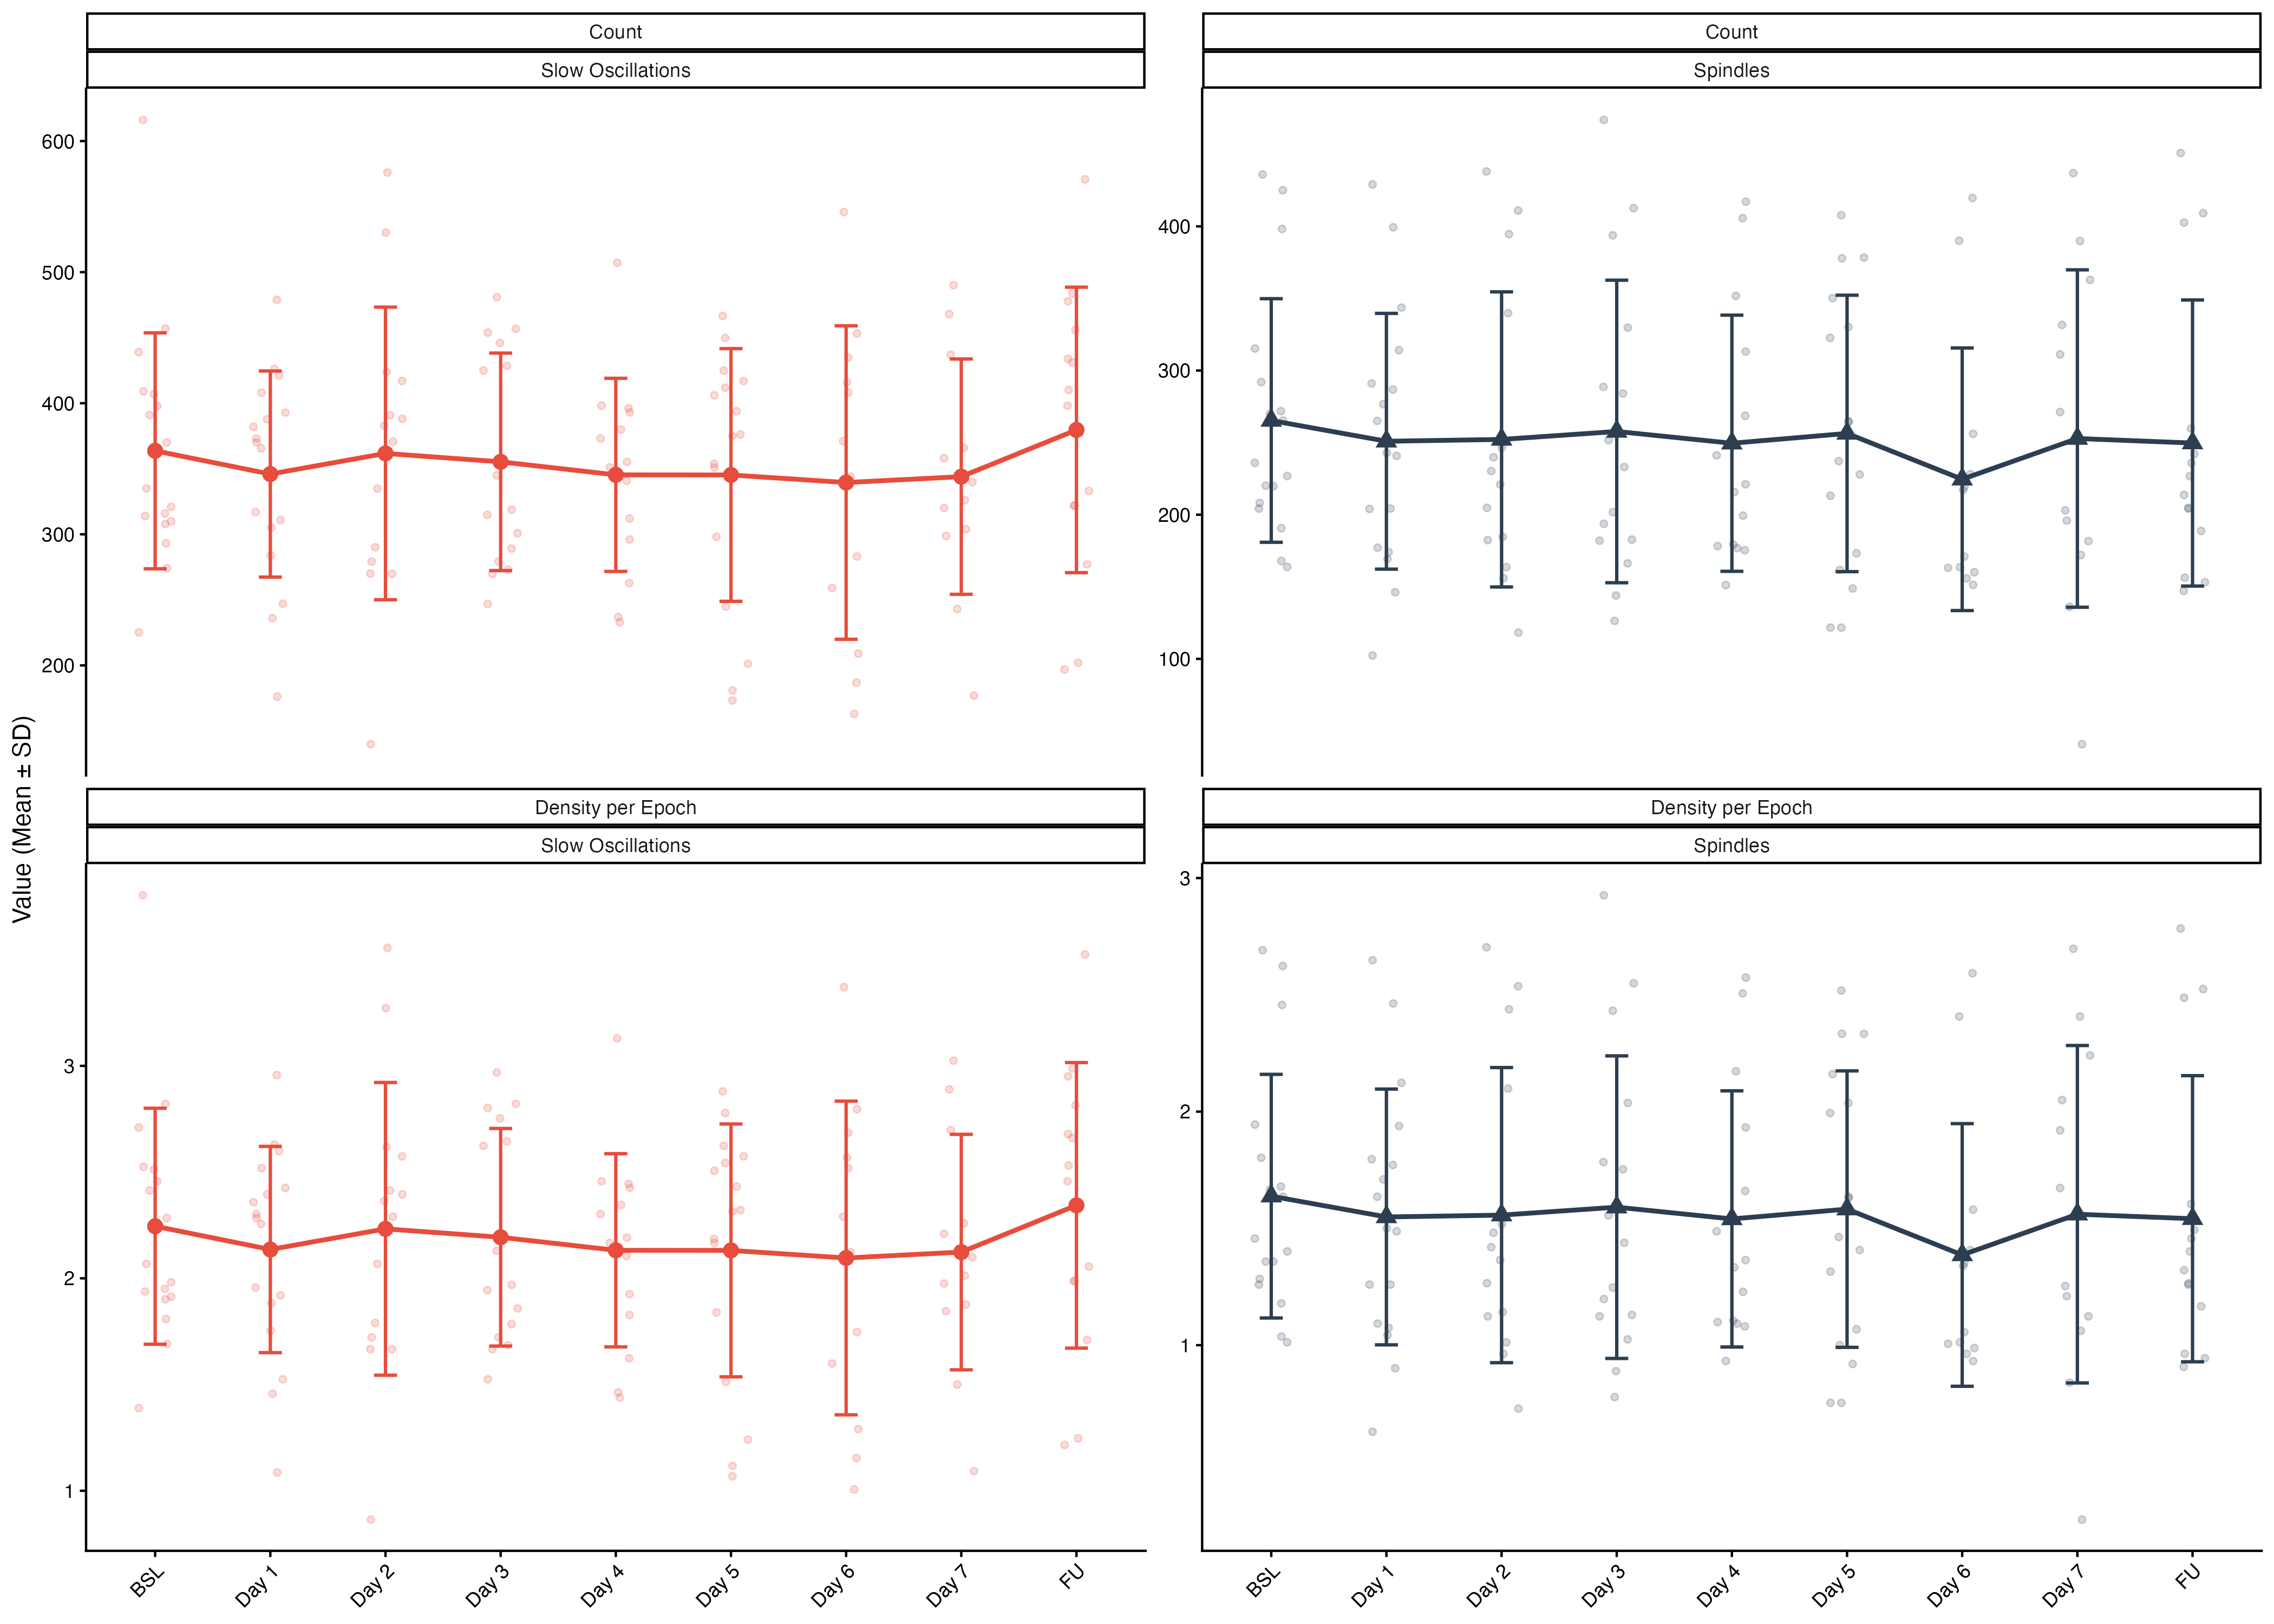 Count
Slow Oscillations
Count
Spindles
600
500
400
300
200
400
300
200
100
Value (Mean ± SD)
Density per Epoch
Slow Oscillations
Density per Epoch
Spindles
3
2
1
3
2
1
BSL
Day 1
Day 2
Day 3
Day 4
Day 5
Day 6
Day 7
FU
BSL
Day 1
Day 2
Day 3
Day 4
Day 5
Day 6
Day 7
FU